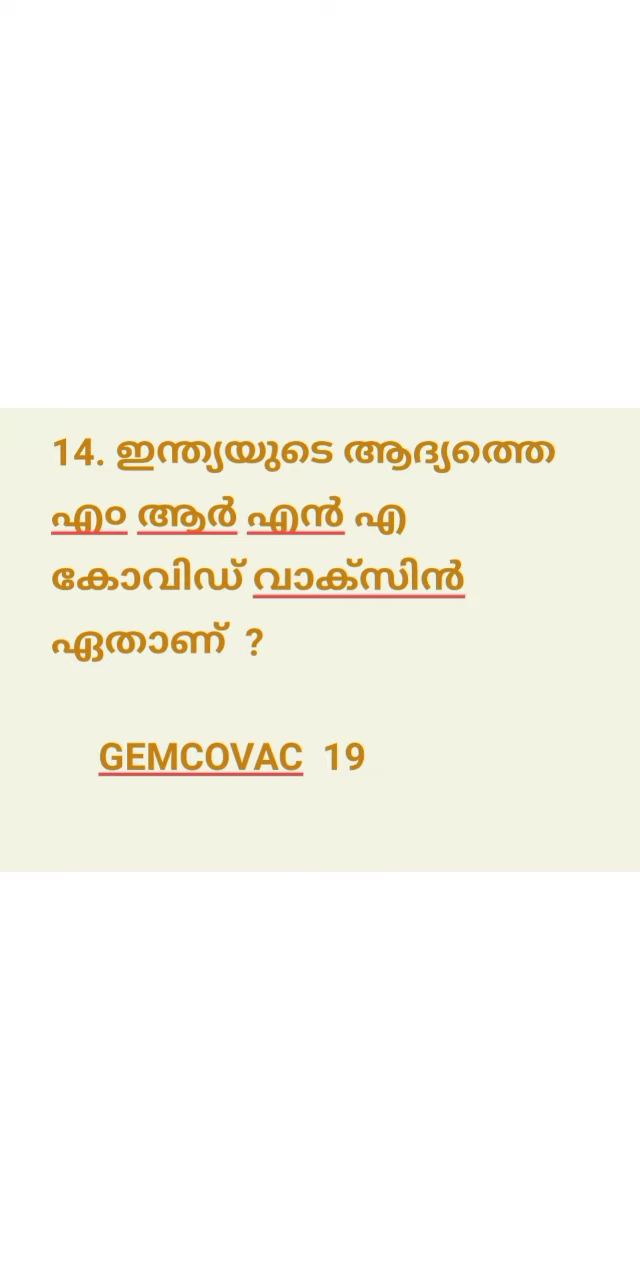 14. ഇന്ത്യയുടെ ആദ്യത്തെ
എം ആർ എൻ എ
കോവിഡ് വാക്സിൻ
ഏതാണ് ?
GEMCOVAC 19